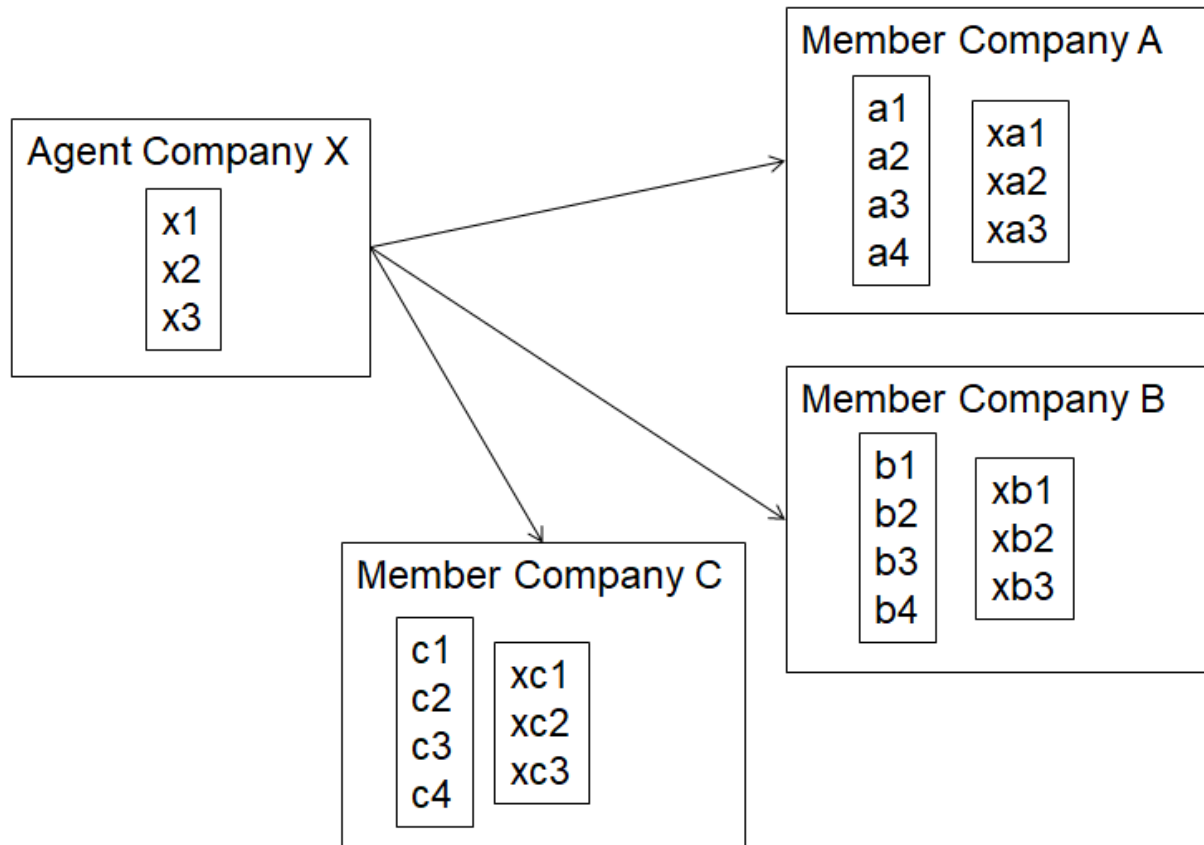 Agent Company X
x1
x2
x3
Member Company A
a1
a2
a3
a4
xa1
xa2
xa3
Member Company B
b1
b2
b3
b4
xb1
xb2
xb3
Member Company C
c1
c2
c3
c4
xc1
xc2
xc3